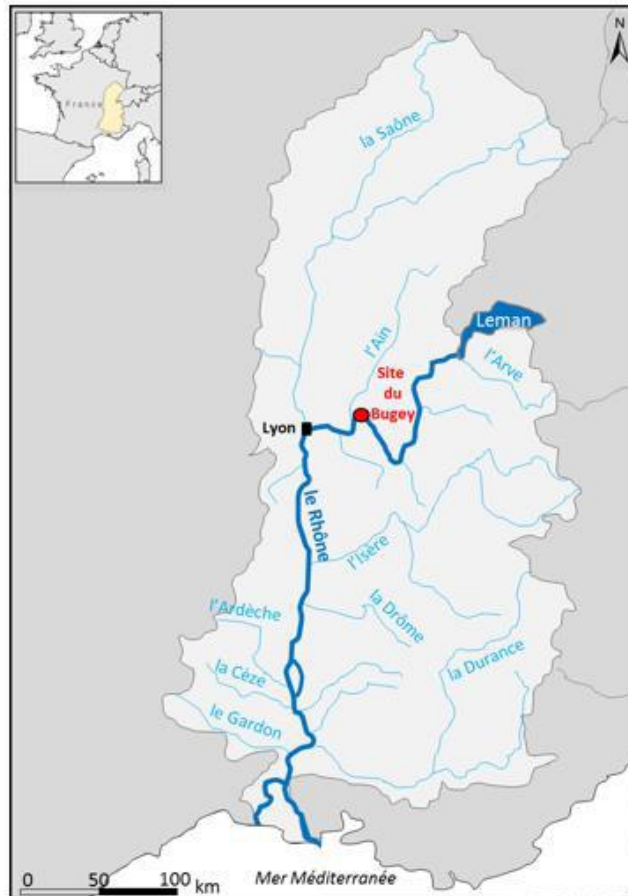 N
France
la Saône
Leman
l'Ain
l'Arve
Site
du
Bugey
Lyon
le Rhône
l'Isère
l'Ardèche
la Drôme
la Cèze
la Durance
le Gardon
0 50 100 km
Mer Méditerranée